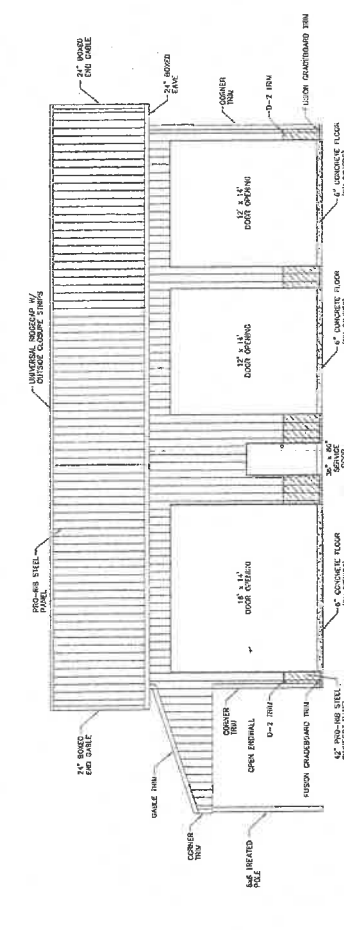 24" BOXED
END GABLE
UNIVERSAL RIDGECAP W/
OUTSIDE CLOSURE STRIPS
PRO-RIB STEEL
PANEL
24" BOXED
END GABLE
24" BOXED
EAVE
GABLE TRIM
CORNER
TRIM
6x6 TREATED
POLE
CORNER
TRIM
OPEN ENDWALL
D-2 TRIM
FUSION GRADEBOARD TRIM
42" PRO-RIB STEEL
18' x 14'
DOOR OPENING
6" CONCRETE FLOOR
36" x 80"
SERVICE
DOOR
12' x 14'
DOOR OPENING
6" CONCRETE FLOOR
12' x 14'
DOOR OPENING
6" CONCRETE FLOOR
CORNER
TRIM
D-2 TRIM
FUSION GRADEBOARD TRIM